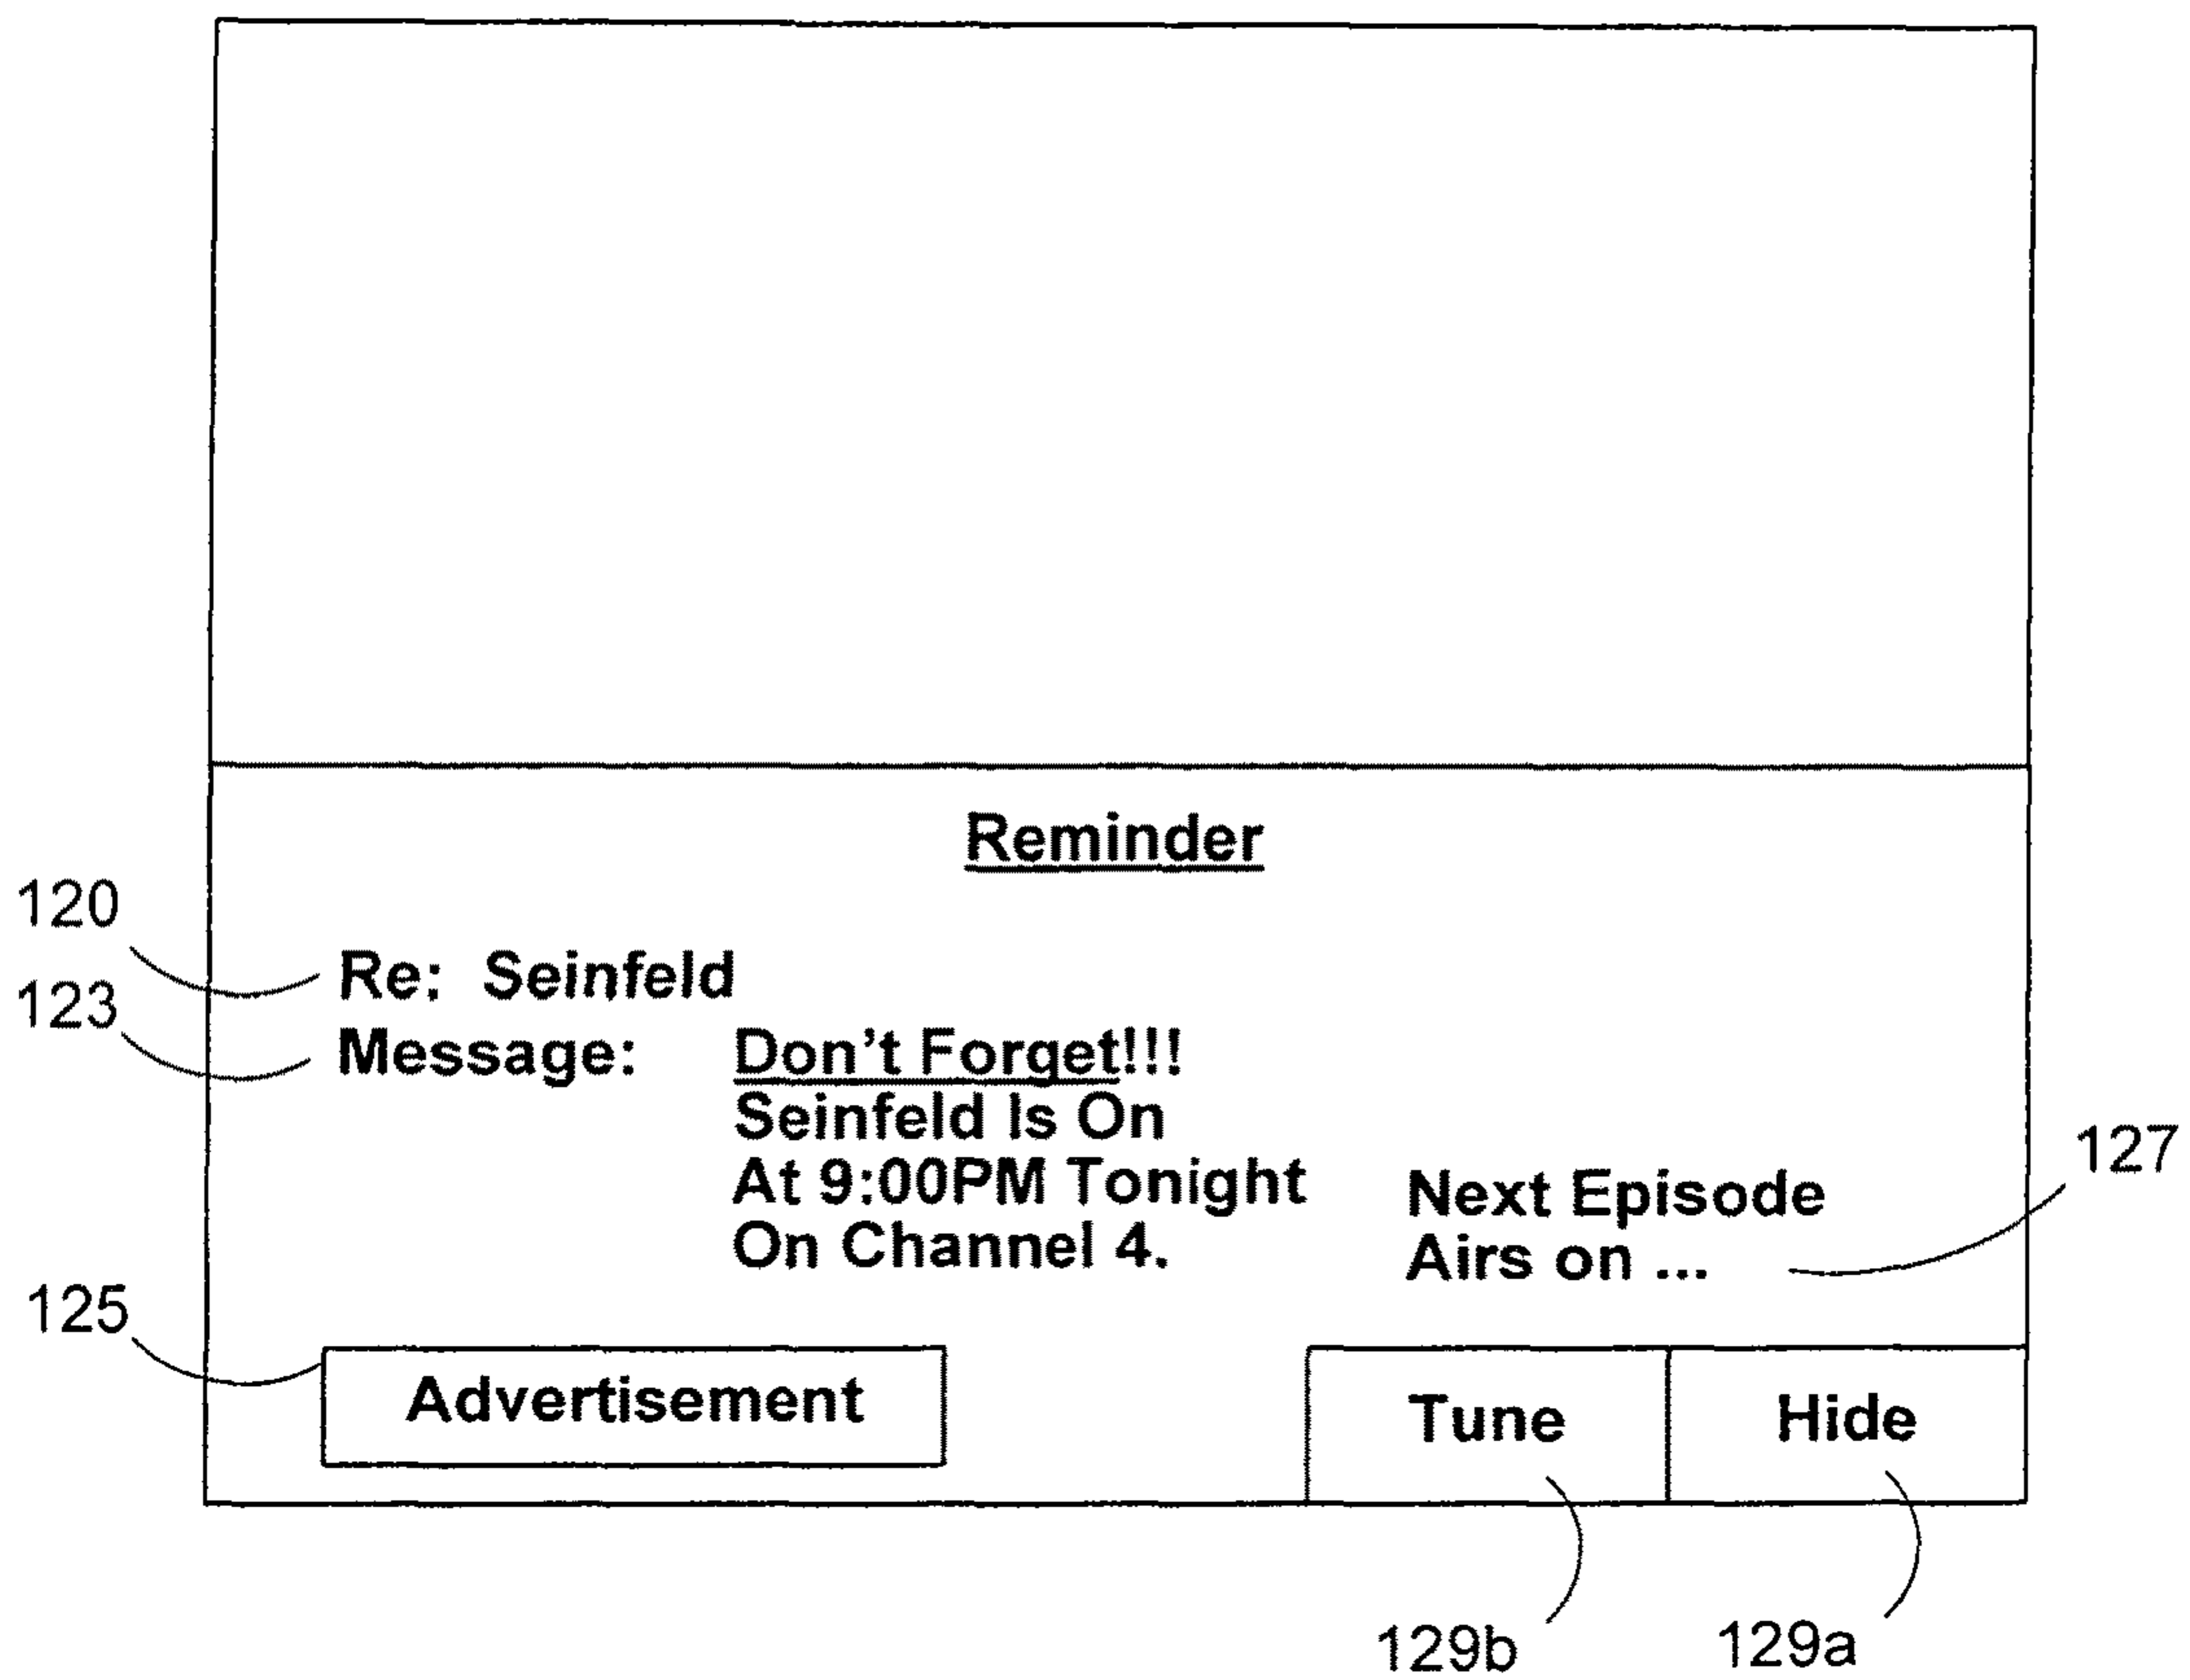 Reminder
120
Re: Seinfeld
123
Message: Don't Forget!!!
Seinfeld Is On
At 9:00PM Tonight
On Channel 4.
127
Next Episode
Airs on ...
125
Advertisement
Tune
Hide
129b
129a